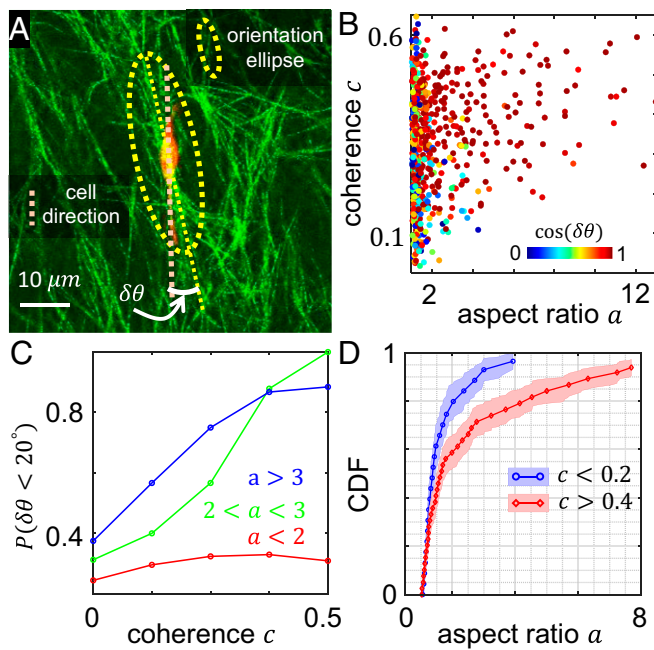 A
orientation
ellipse
cell
direction
10 μm
δθ
B
coherence c
0.6
0.1
cos(δθ)
0
1
2
12
aspect ratio a
C
P(δθ < 20°)
0.8
0.4
a > 3
2 < a < 3
a < 2
0
0.5
coherence c
D
CDF
1
0
c < 0.2
c > 0.4
0
8
aspect ratio a